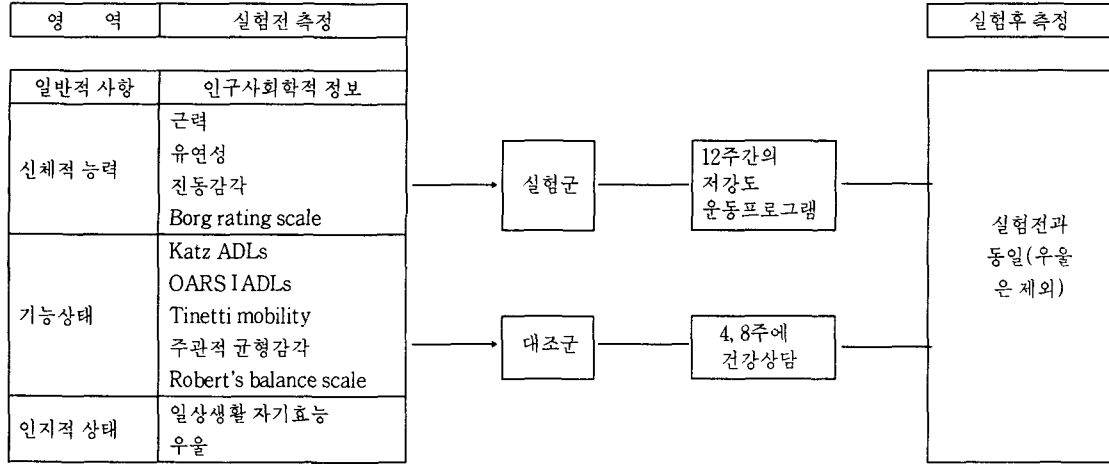 영 역 실험전 측정 실험후 측정
일반적 사항 인구사회학적 정보
신체적 능력
근력
유연성
진동감각
Borg rating scale
기능상태
Katz ADLs
OARS IADLs
Tinetti mobility
주관적 균형감각
Robert's balance scale
인지적 상태
일상생활 자기효능
우울
실험군
12주간의
저강도
운동프로그램
대조군
4, 8주에
건강상담
실험전과
동일(우울
은 제외)